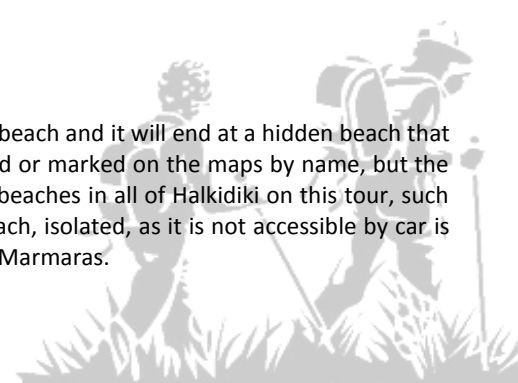 beach and it will end at a hidden beach that
d or marked on the maps by name, but the
beaches in all of Halkidiki on this tour, such
ach, isolated, as it is not accessible by car is
Marmaras.